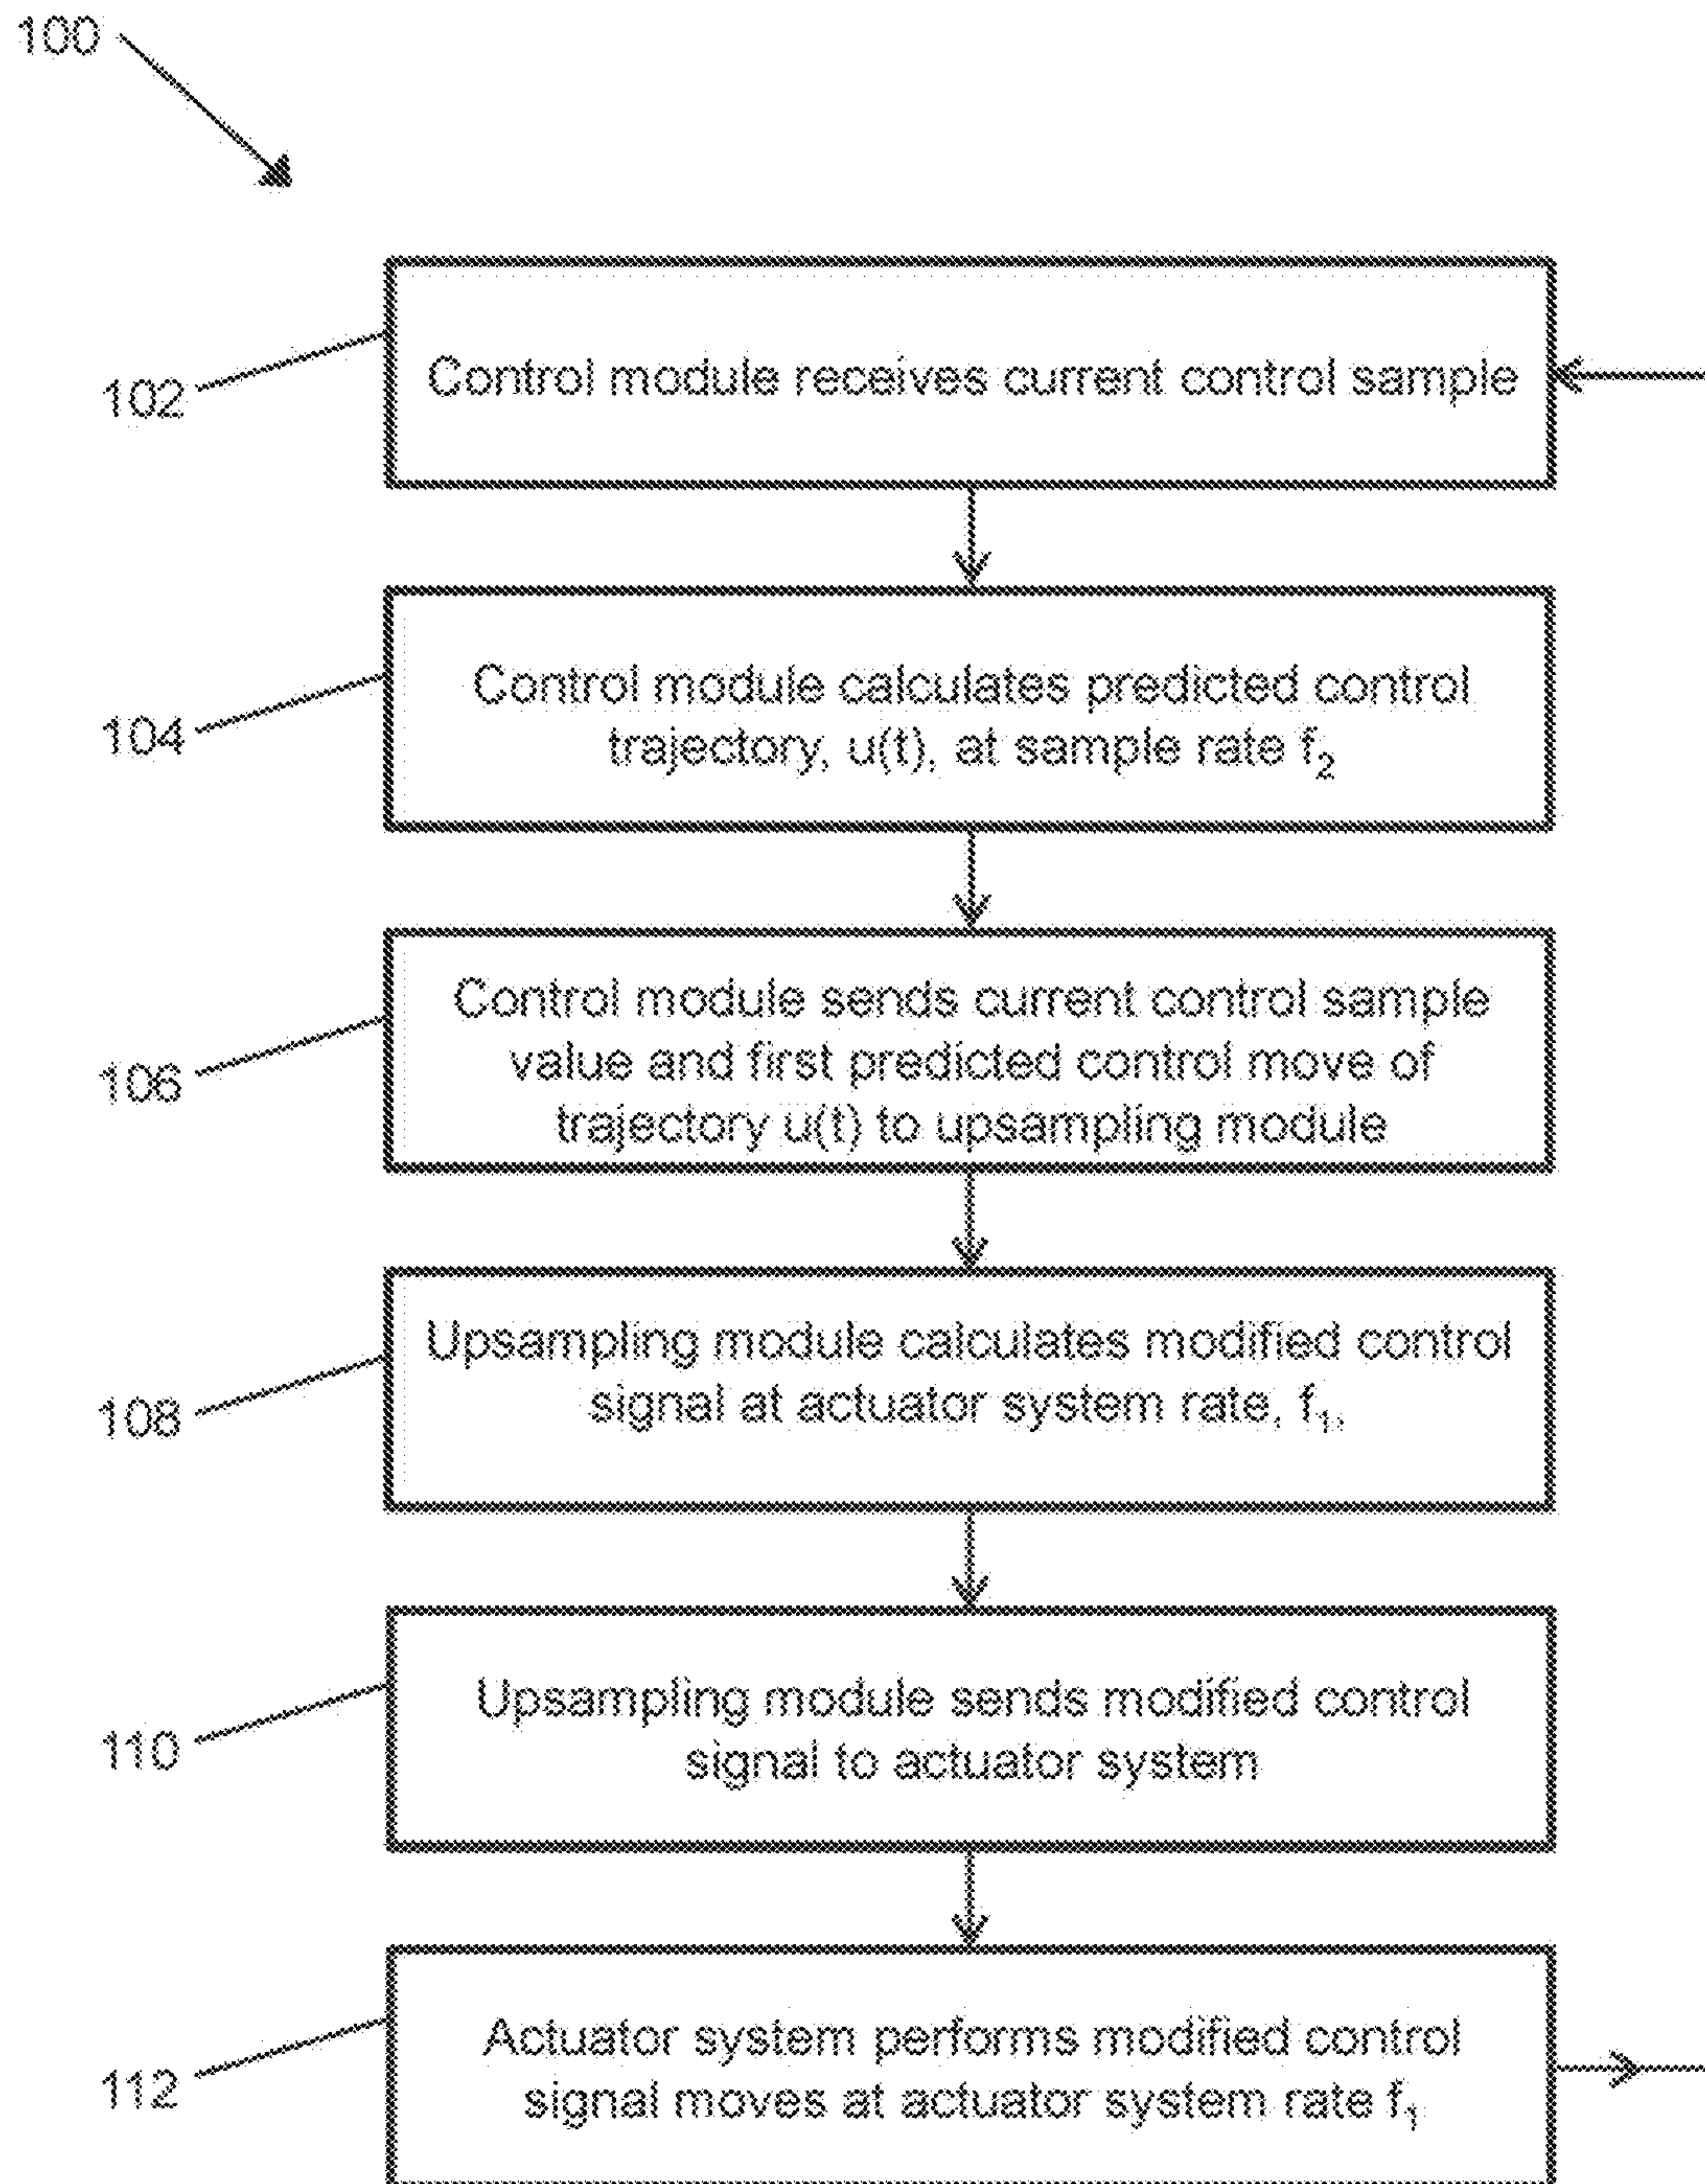 100
102
Control module receives current control sample
104
Control module calculates predicted control
trajectory, u(t), at sample rate f₂
106
Control module sends current control sample
value and first predicted control move of
trajectory u(t) to upsampling module
108
Upsampling module calculates modified control
signal at actuator system rate, f₁,
110
Upsampling module sends modified control
signal to actuator system
112
Actuator system performs modified control
signal moves at actuator system rate f₁